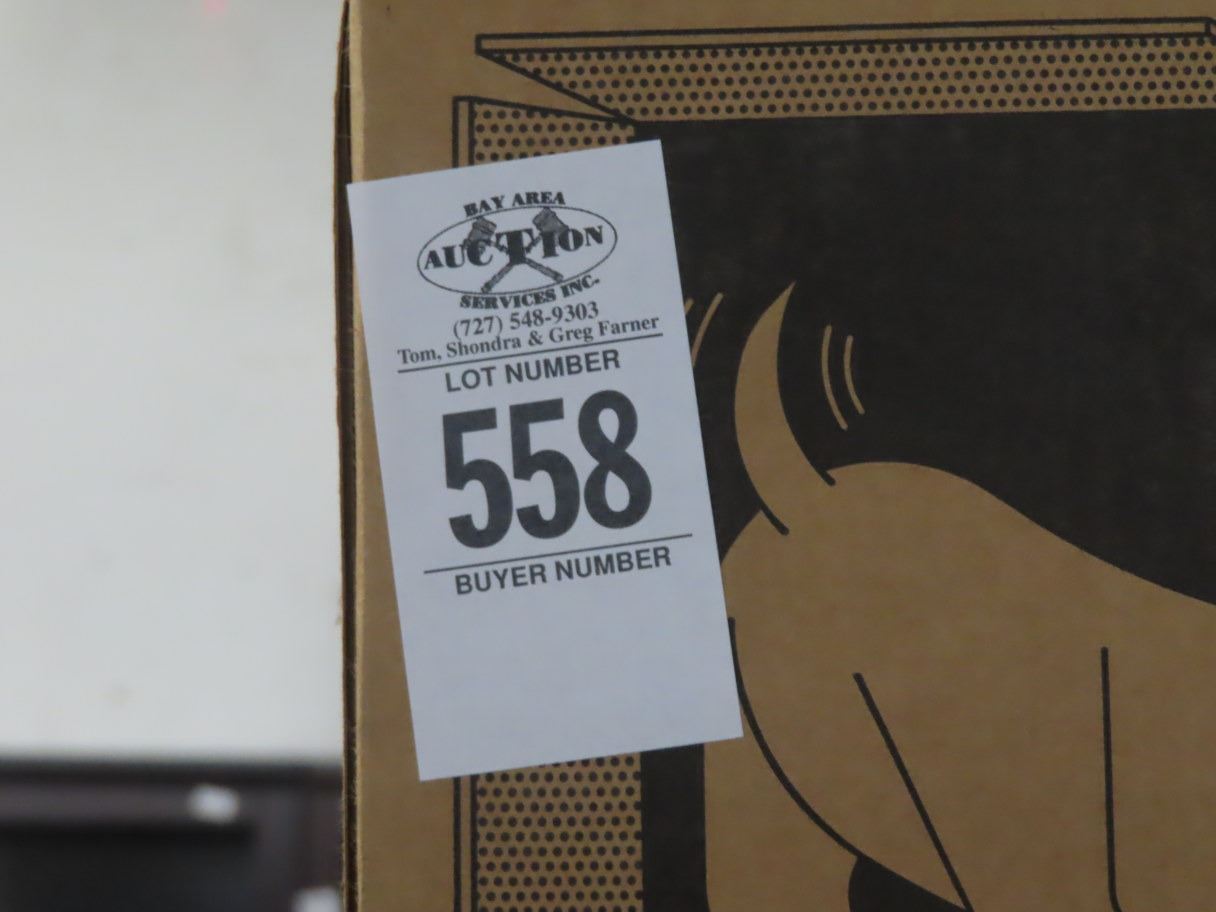 BAY AREA
AUCTION
SERVICES INC.
(727) 548-9303
Tom, Shondra & Greg Farner
LOT NUMBER
558
BUYER NUMBER